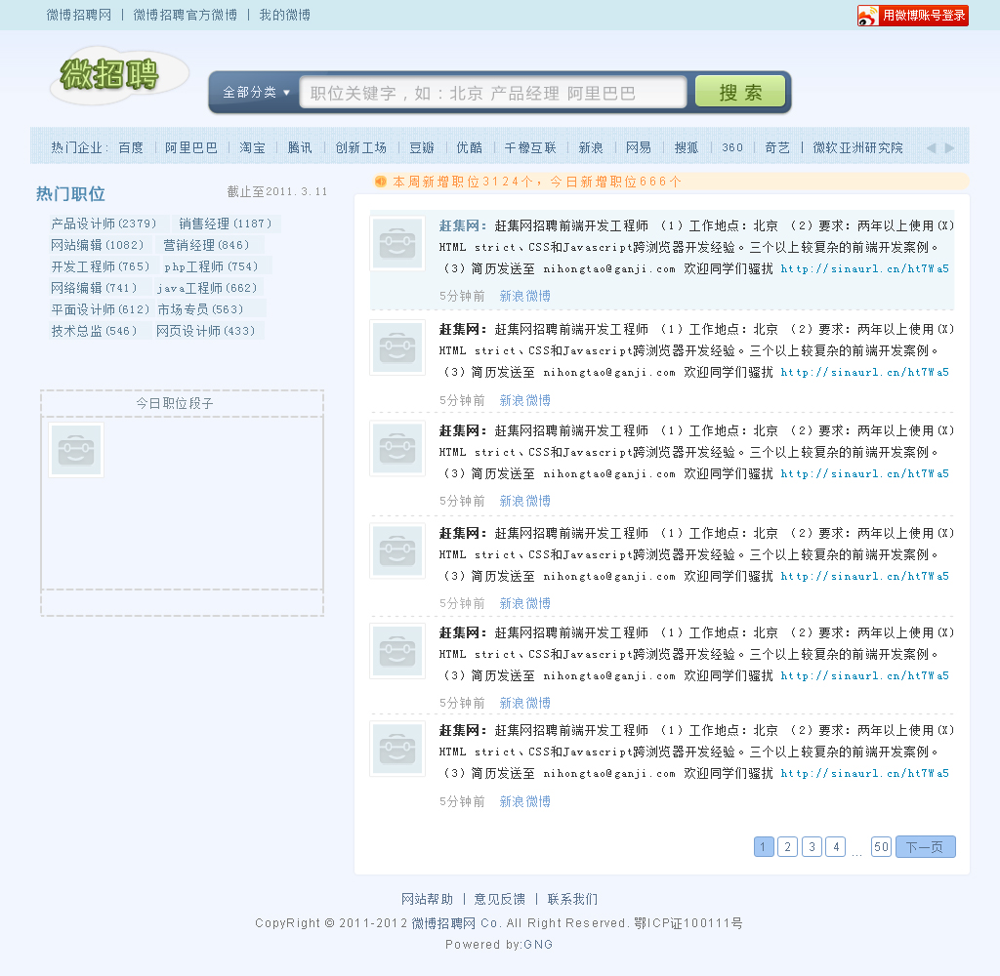 微博招聘网 | 微博招聘官方微博 | 我的微博
用微博账号登录
微招聘
全部分类
职位关键字，如：北京 产品经理 阿里巴巴
搜 索
热门企业： 百度 | 阿里巴巴 | 淘宝 | 腾讯 | 创新工场 | 豆瓣 | 优酷 | 千橡互联 | 新浪 | 网易 | 搜狐 | 360 | 奇艺 | 微软亚洲研究院
热门职位
截止至2011.3.11
产品设计师(2379) 销售经理(1187)
网站编辑(1082) 营销经理(846)
开发工程师(765) php工程师(754)
网络编辑(741) java工程师(662)
平面设计师(612) 市场专员(563)
技术总监(546) 网页设计师(433)
今日职位段子
本周新增职位3124个，今日新增职位666个
赶集网：赶集网招聘前端开发工程师 （1）工作地点：北京 （2）要求：两年以上使用(X)
HTML strict、CSS和Javascript跨浏览器开发经验。三个以上较复杂的前端开发案例。
（3）简历发送至 nihongtao@ganji.com 欢迎同学们骚扰 http://sinaurl.cn/ht7Wa5
5分钟前 新浪微博
赶集网：赶集网招聘前端开发工程师 （1）工作地点：北京 （2）要求：两年以上使用(X)
HTML strict、CSS和Javascript跨浏览器开发经验。三个以上较复杂的前端开发案例。
（3）简历发送至 nihongtao@ganji.com 欢迎同学们骚扰 http://sinaurl.cn/ht7Wa5
5分钟前 新浪微博
赶集网：赶集网招聘前端开发工程师 （1）工作地点：北京 （2）要求：两年以上使用(X)
HTML strict、CSS和Javascript跨浏览器开发经验。三个以上较复杂的前端开发案例。
（3）简历发送至 nihongtao@ganji.com 欢迎同学们骚扰 http://sinaurl.cn/ht7Wa5
5分钟前 新浪微博
赶集网：赶集网招聘前端开发工程师 （1）工作地点：北京 （2）要求：两年以上使用(X)
HTML strict、CSS和Javascript跨浏览器开发经验。三个以上较复杂的前端开发案例。
（3）简历发送至 nihongtao@ganji.com 欢迎同学们骚扰 http://sinaurl.cn/ht7Wa5
5分钟前 新浪微博
赶集网：赶集网招聘前端开发工程师 （1）工作地点：北京 （2）要求：两年以上使用(X)
HTML strict、CSS和Javascript跨浏览器开发经验。三个以上较复杂的前端开发案例。
（3）简历发送至 nihongtao@ganji.com 欢迎同学们骚扰 http://sinaurl.cn/ht7Wa5
5分钟前 新浪微博
赶集网：赶集网招聘前端开发工程师 （1）工作地点：北京 （2）要求：两年以上使用(X)
HTML strict、CSS和Javascript跨浏览器开发经验。三个以上较复杂的前端开发案例。
（3）简历发送至 nihongtao@ganji.com 欢迎同学们骚扰 http://sinaurl.cn/ht7Wa5
5分钟前 新浪微博
1 2 3 4 ... 50 下一页
网站帮助 | 意见反馈 | 联系我们
CopyRight © 2011-2012 微博招聘网 Co. All Right Reserved. 鄂ICP证100111号
Powered by:GNG